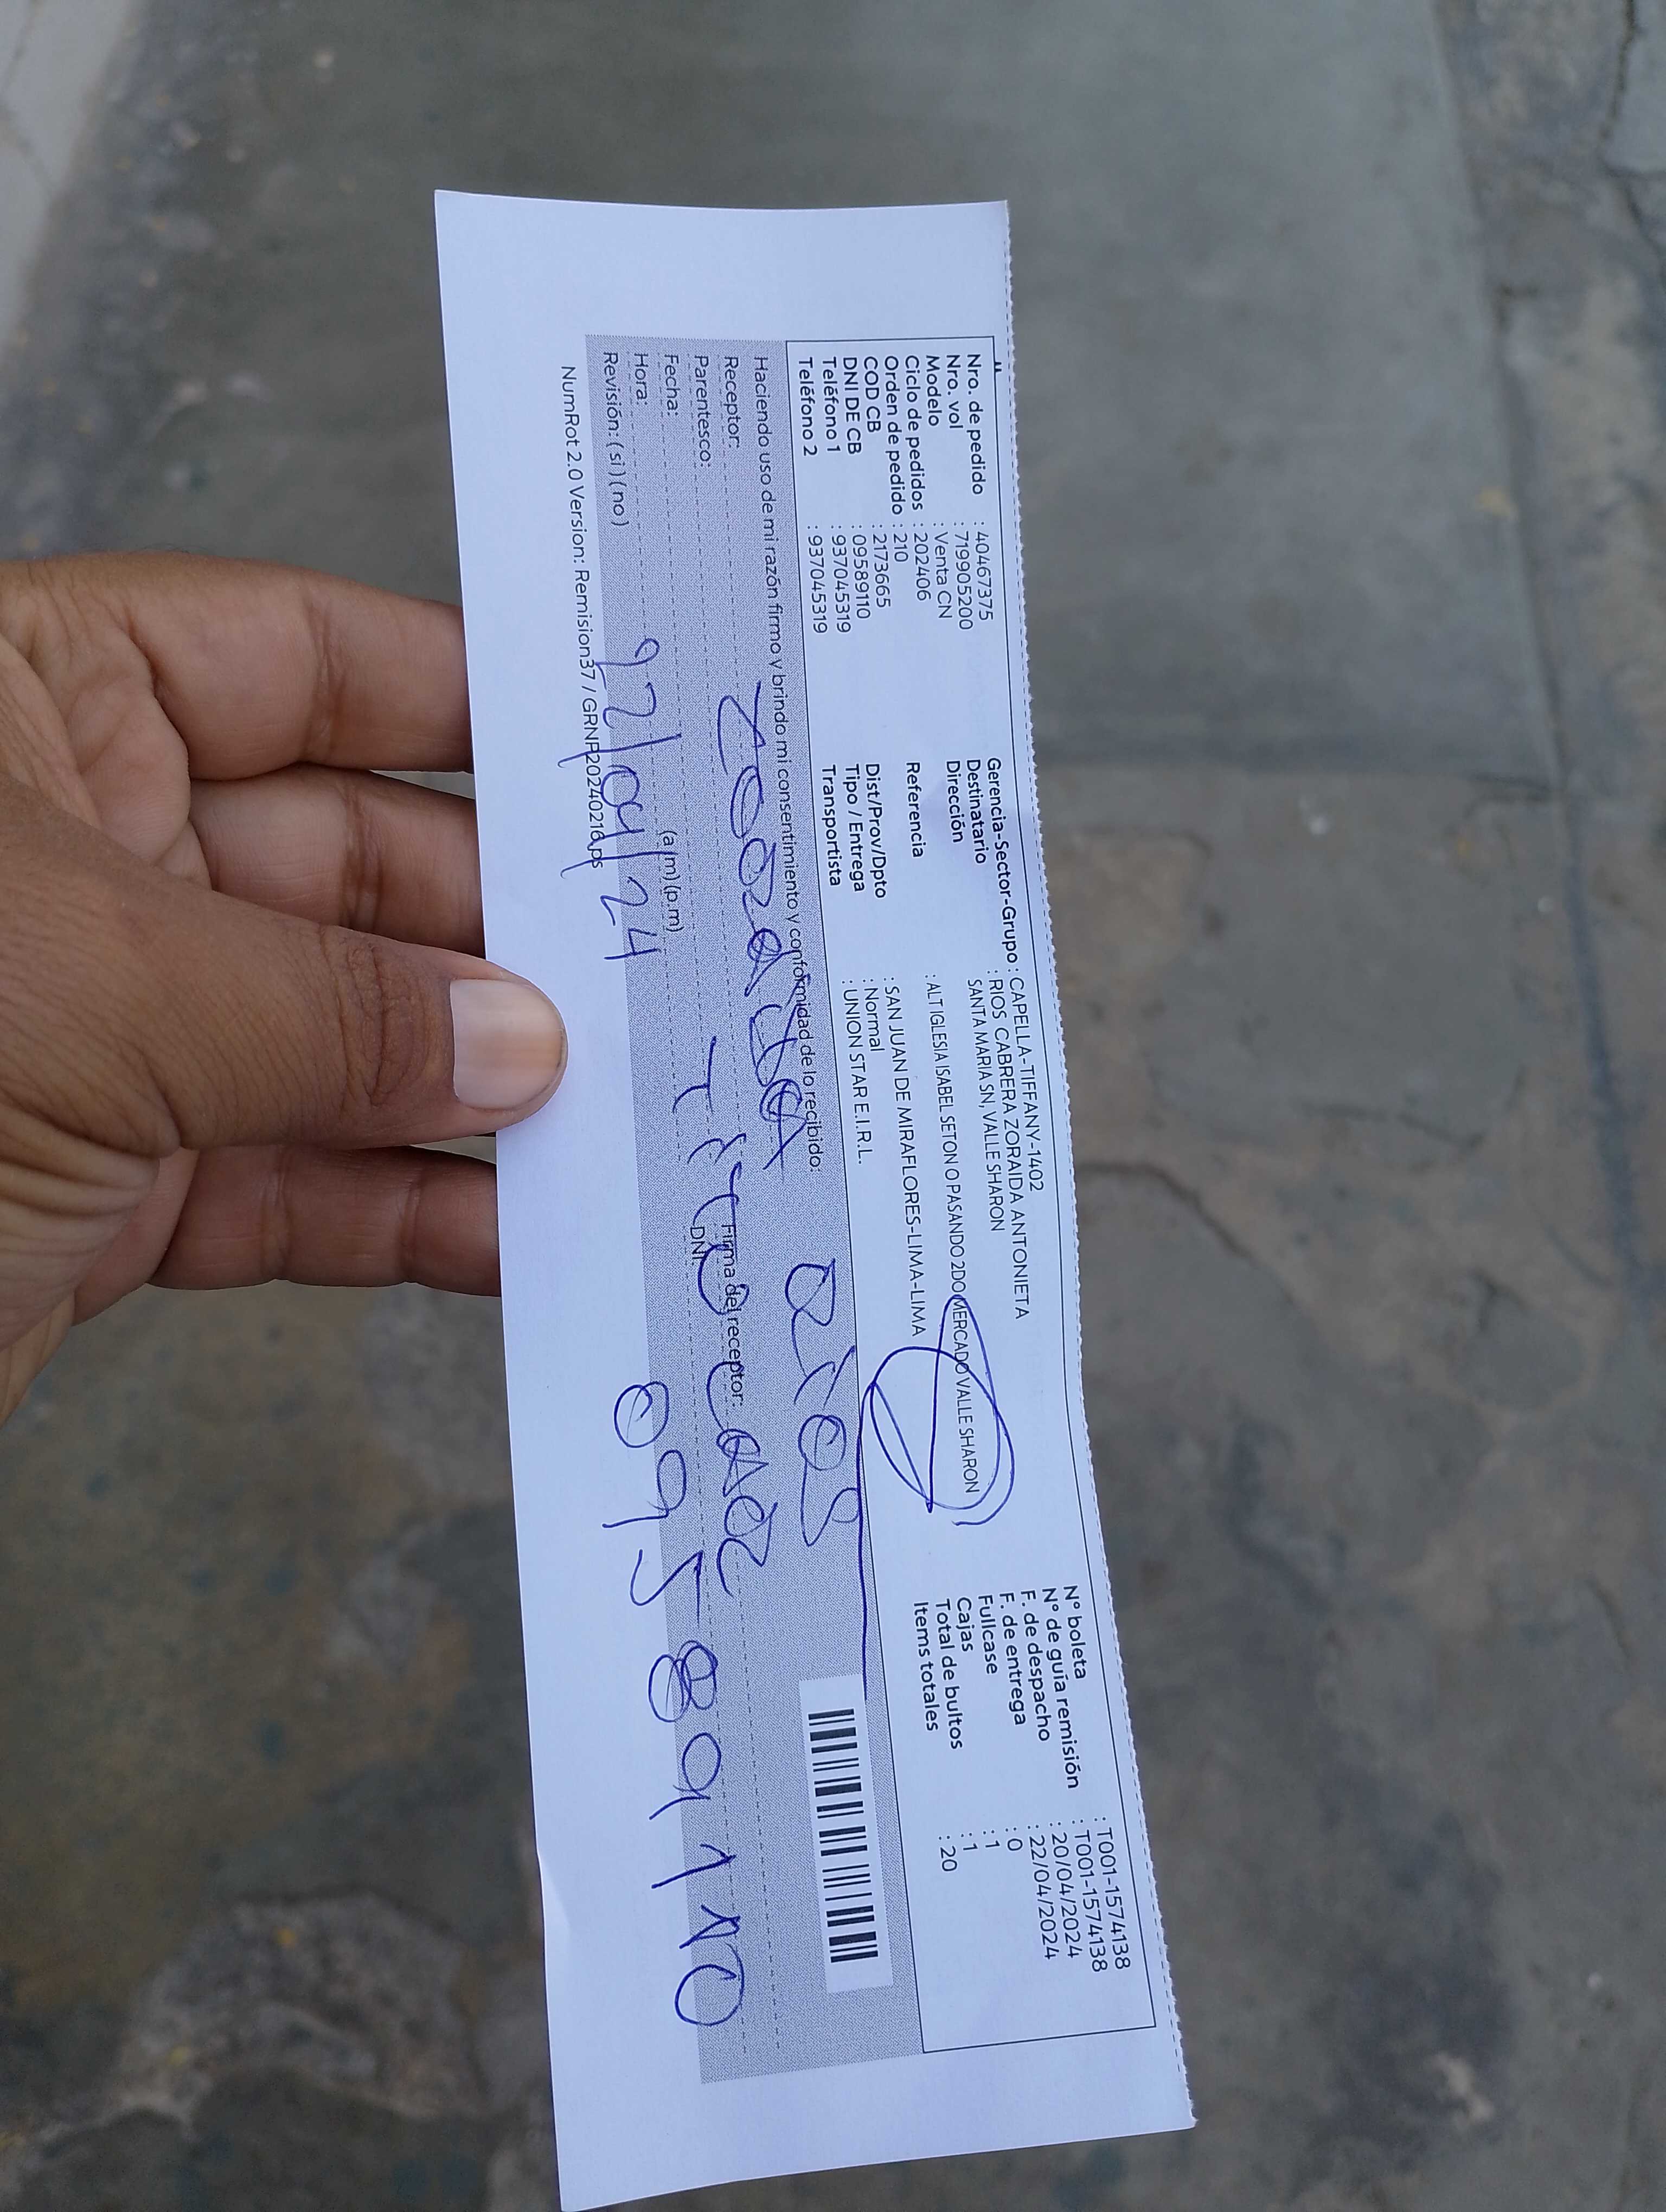 Nro. de pedido : 40467375
Nro. vol : 719905200
Modelo : Venta CN
Ciclo de pedidos : 202406
Orden de pedido : 210
COD CB : 2173665
DNI DE CB : 09589110
Teléfono 1 : 937045319
Teléfono 2 : 937045319
Gerencia-Sector-Grupo : CAPELLA-TIFFANY-1402
Destinatario : RIOS CABRERA ZORAIDA ANTONIETA
Dirección SANTA MARIA SN, VALLE SHARON
Referencia : ALT IGLESIA ISABEL SETON O PASANDO 2DO MERCADO VALLE SHARON
Dist/Prov/Dpto : SAN JUAN DE MIRAFLORES-LIMA-LIMA
Tipo / Entrega : Normal
Transportista : UNION STAR E.I.R.L.
N° boleta : T001-1574138
N° de guía remisión : T001-1574138
F. de despacho : 20/04/2024
F. de entrega : 22/04/2024
Fullcase : 0
Cajas : 1
Total de bultos : 1
Items totales : 20
Haciendo uso de mi razón firmo y brindo mi consentimiento y conformidad de lo recibido:
Receptor: Zoraida Rios
Parentesco: Titular
Firma del receptor:
Fecha:
DNI:
Hora: (a.m) (p.m)
22/04/24 09589110
Revisión: ( si ) ( no )
NumRot 2.0 Version: Remision37 / GRNP20240216.ps